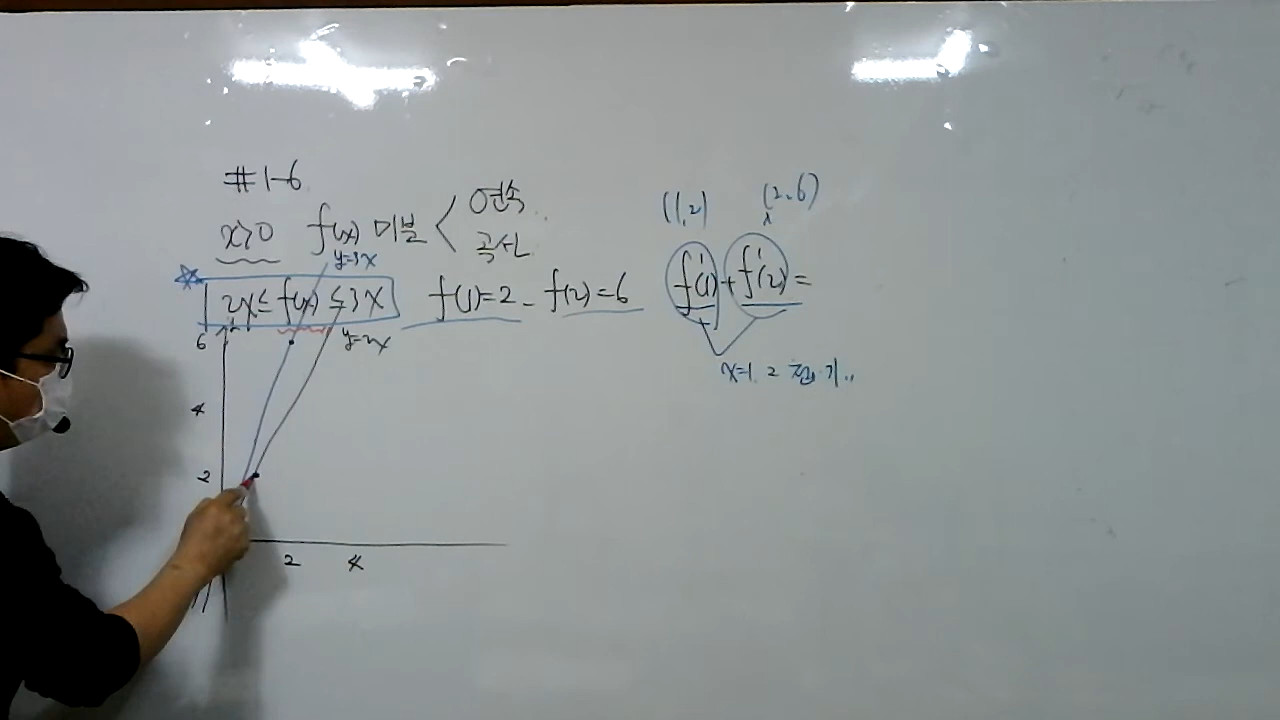 #1-6
x≥0 f(x) 미분 < 연속
곡선
(1,2) (2,6)
y=3x
2x≤f(x)≤3x f(1)=2 - f(2)=6 f'(1)+f'(2)=
y=2x
x=1, 2 접 기..
6
4
2
2 4